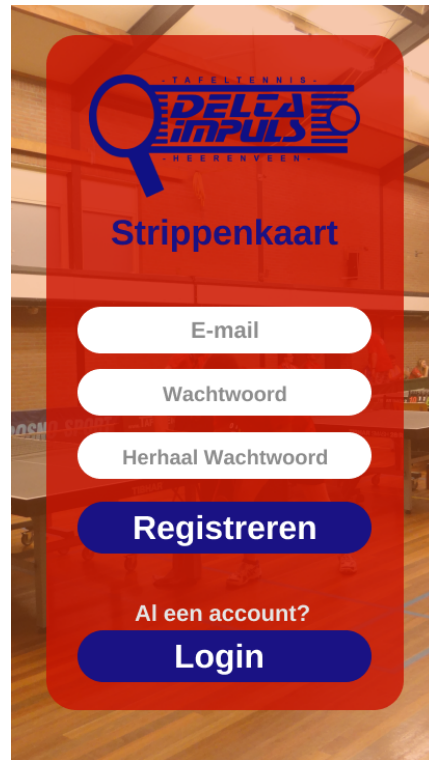 -TAFELTENNIS-
DELTA
IMPULS
-HEERENVEEN-
Strippenkaart
E-mail
Wachtwoord
Herhaal Wachtwoord
Registreren
Al een account?
Login